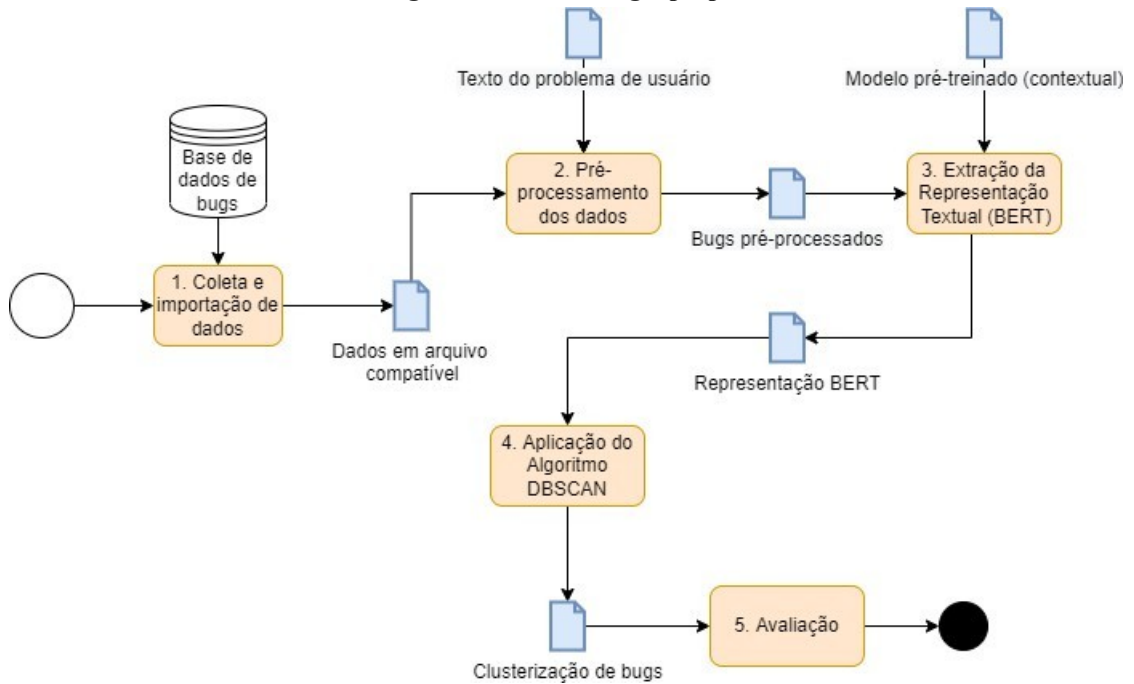 Texto do problema de usuário
Modelo pré-treinado (contextual)
Base de
dados de
bugs
2. Pré-
processamento
dos dados
3. Extração da
Representação
Textual (BERT)
Bugs pré-processados
1. Coleta e
importação de
dados
Dados em arquivo
compatível
Representação BERT
4. Aplicação do
Algoritmo
DBSCAN
5. Avaliação
Clusterização de bugs